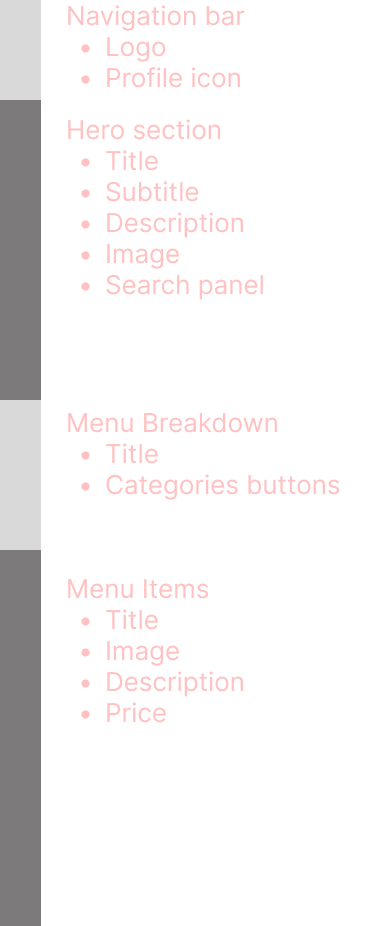 Navigation bar
• Logo
• Profile icon
Hero section
• Title
• Subtitle
• Description
• Image
• Search panel
Menu Breakdown
• Title
• Categories buttons
Menu Items
• Title
• Image
• Description
• Price